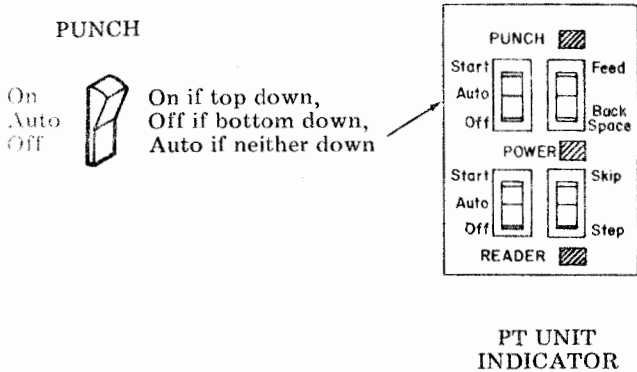 PUNCH
On
Auto
Off
On if top down,
Off if bottom down,
Auto if neither down
PUNCH
Start
Feed
Auto
Off
Back
Space
POWER
Start
Skip
Auto
Off
Step
READER
PT UNIT
INDICATOR